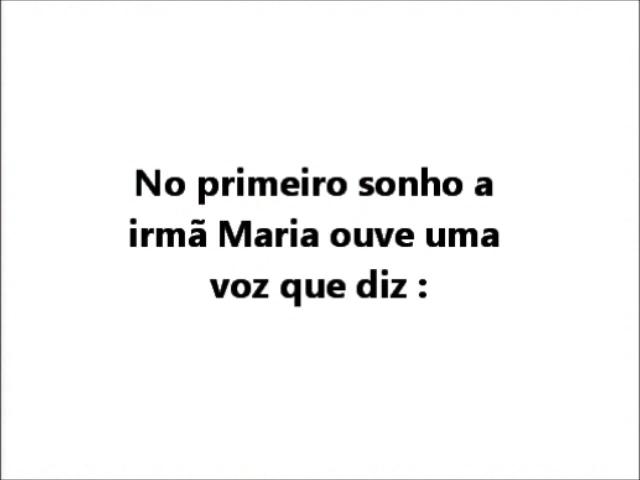 No primeiro sonho a
irmã Maria ouve uma
voz que diz :